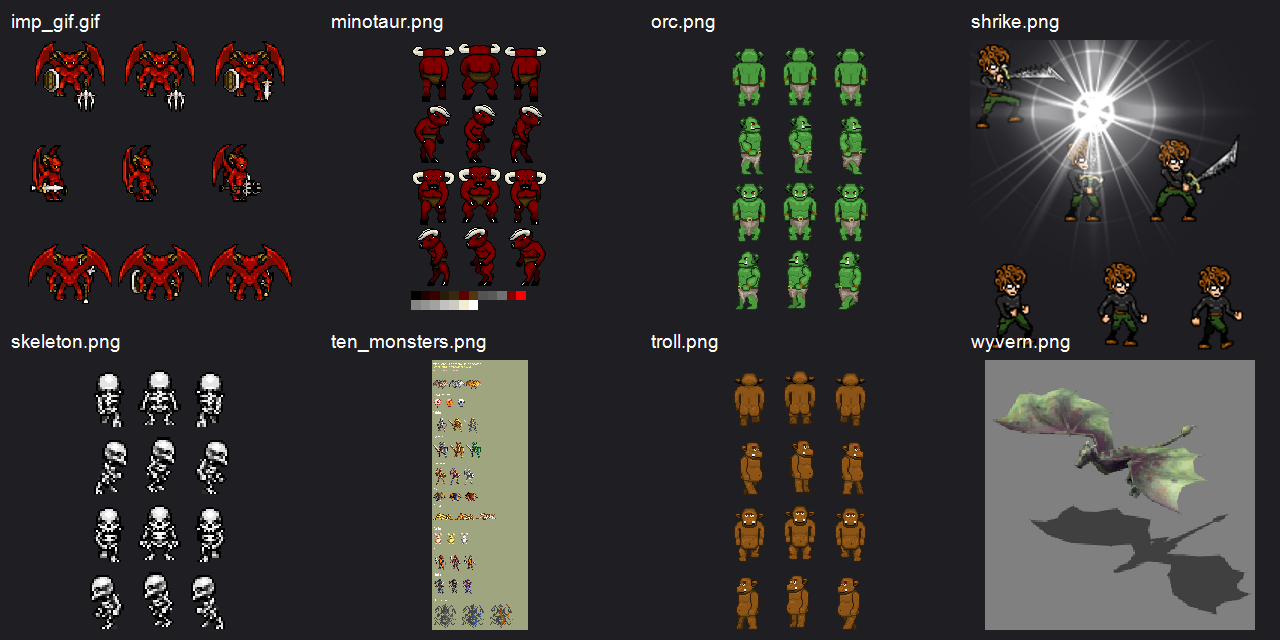 imp_gif.gif
minotaur.png
orc.png
shrike.png
skeleton.png
ten_monsters.png
troll.png
wyvern.png